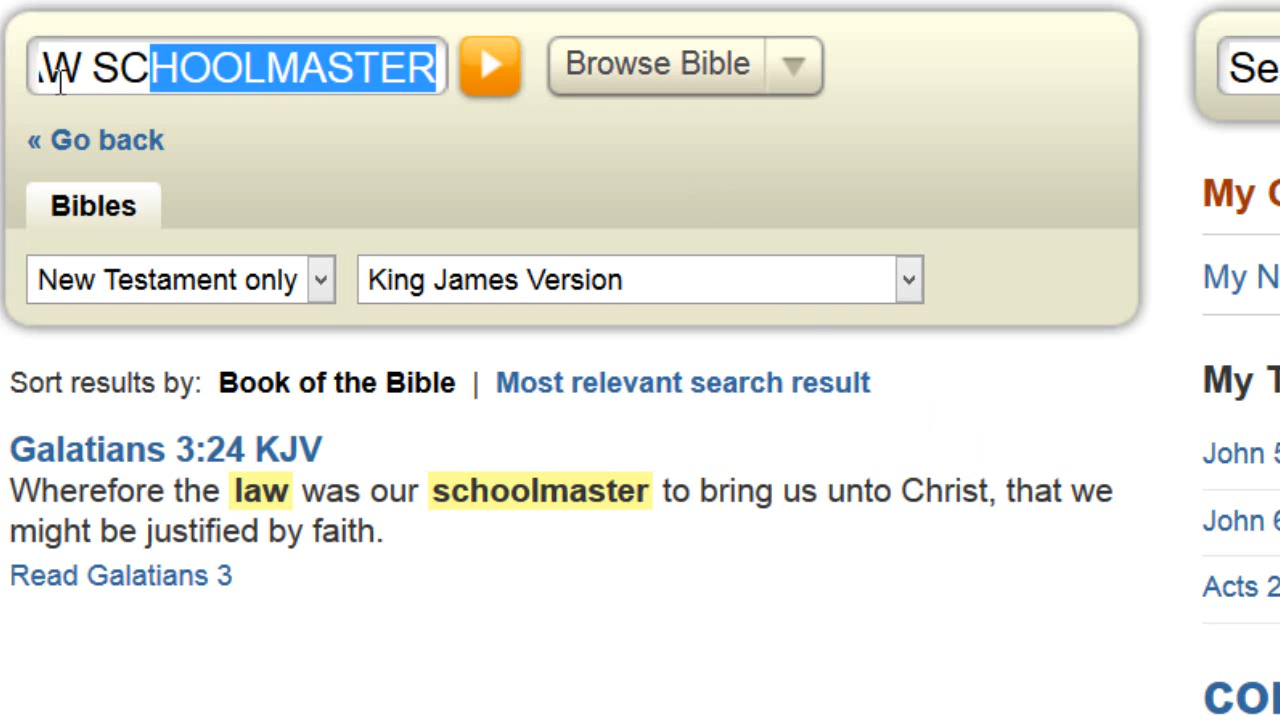 W SCHOOLMASTER
Browse Bible
Se
« Go back
Bibles
My
New Testament only
King James Version
My N
Sort results by: Book of the Bible | Most relevant search result
My T
Galatians 3:24 KJV
John 5
Wherefore the law was our schoolmaster to bring us unto Christ, that we
John 6
might be justified by faith.
Read Galatians 3
Acts 2